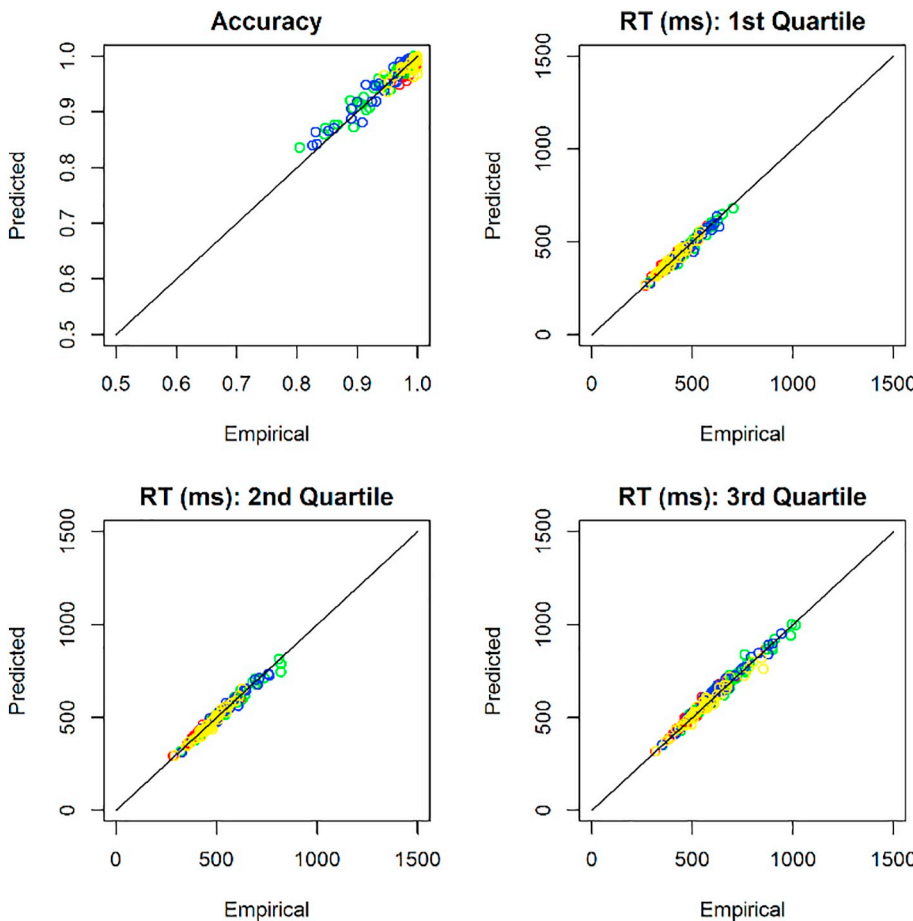 Accuracy
Predicted
0.5 0.6 0.7 0.8 0.9 1.0
0.5 0.6 0.7 0.8 0.9 1.0
Empirical
RT (ms): 1st Quartile
Predicted
0 500 1000 1500
0 500 1000 1500
Empirical
RT (ms): 2nd Quartile
Predicted
0 500 1000 1500
0 500 1000 1500
Empirical
RT (ms): 3rd Quartile
Predicted
0 500 1000 1500
0 500 1000 1500
Empirical